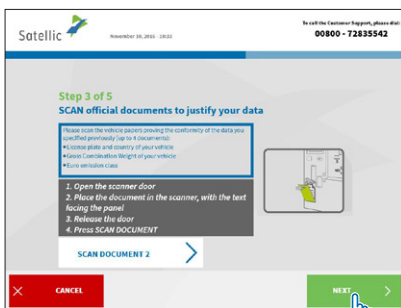 Satellic
November 20, 2015 - 10:22
To call the Customer Support, please dial:
00800 - 72835542
Step 3 of 5
SCAN official documents to justify your data
Please scan the vehicle papers proving the conformity of the data you
specified previously (up to 4 documents):
•License plate and country of your vehicle
•Gross Combination Weight of your vehicle
•Euro emission class
1. Open the scanner door
2. Place the document in the scanner, with the text
facing the panel
3. Release the door
4. Press SCAN DOCUMENT
SCAN DOCUMENT 2
CANCEL
NEXT